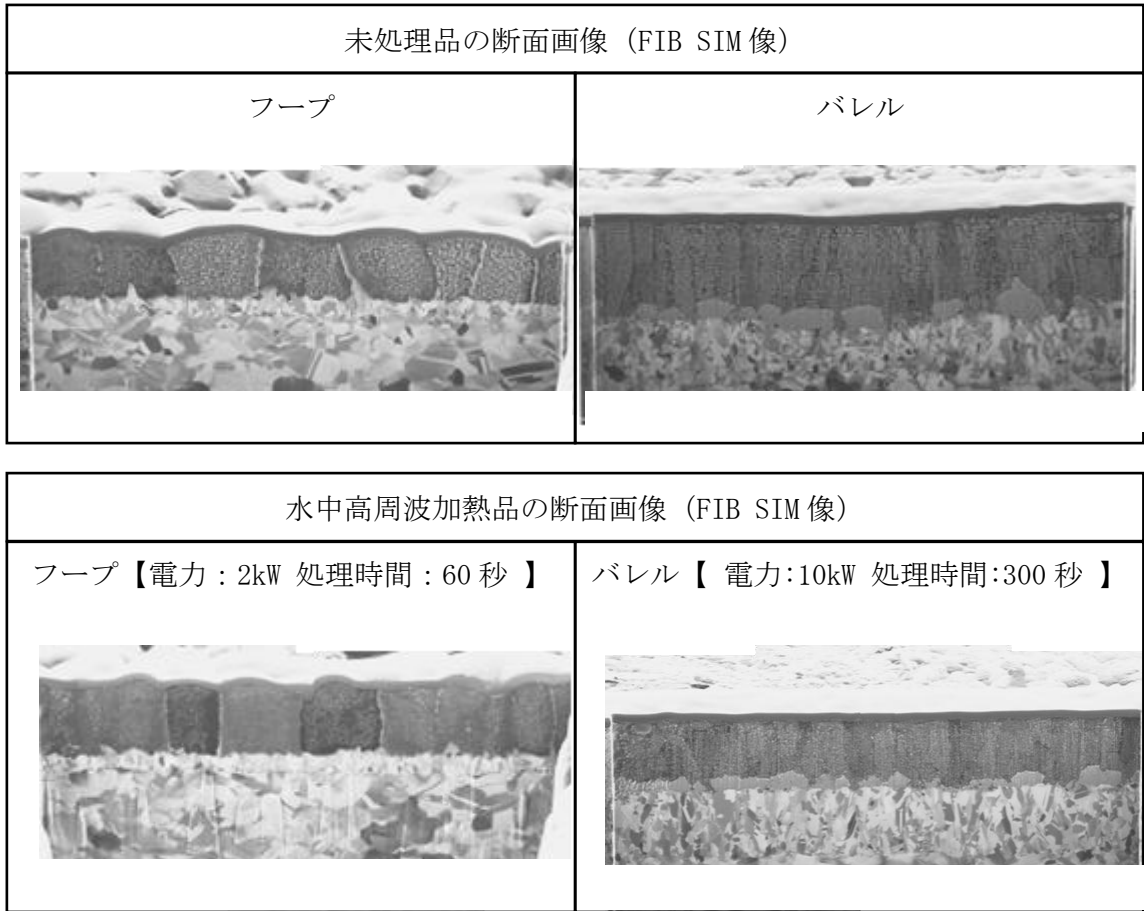 未処理品の断面画像 (FIB SIM像)
フープ
バレル
水中高周波加熱品の断面画像 (FIB SIM像)
フープ【電力：2kW 処理時間：60秒 】
バレル【 電力:10kW 処理時間:300秒 】